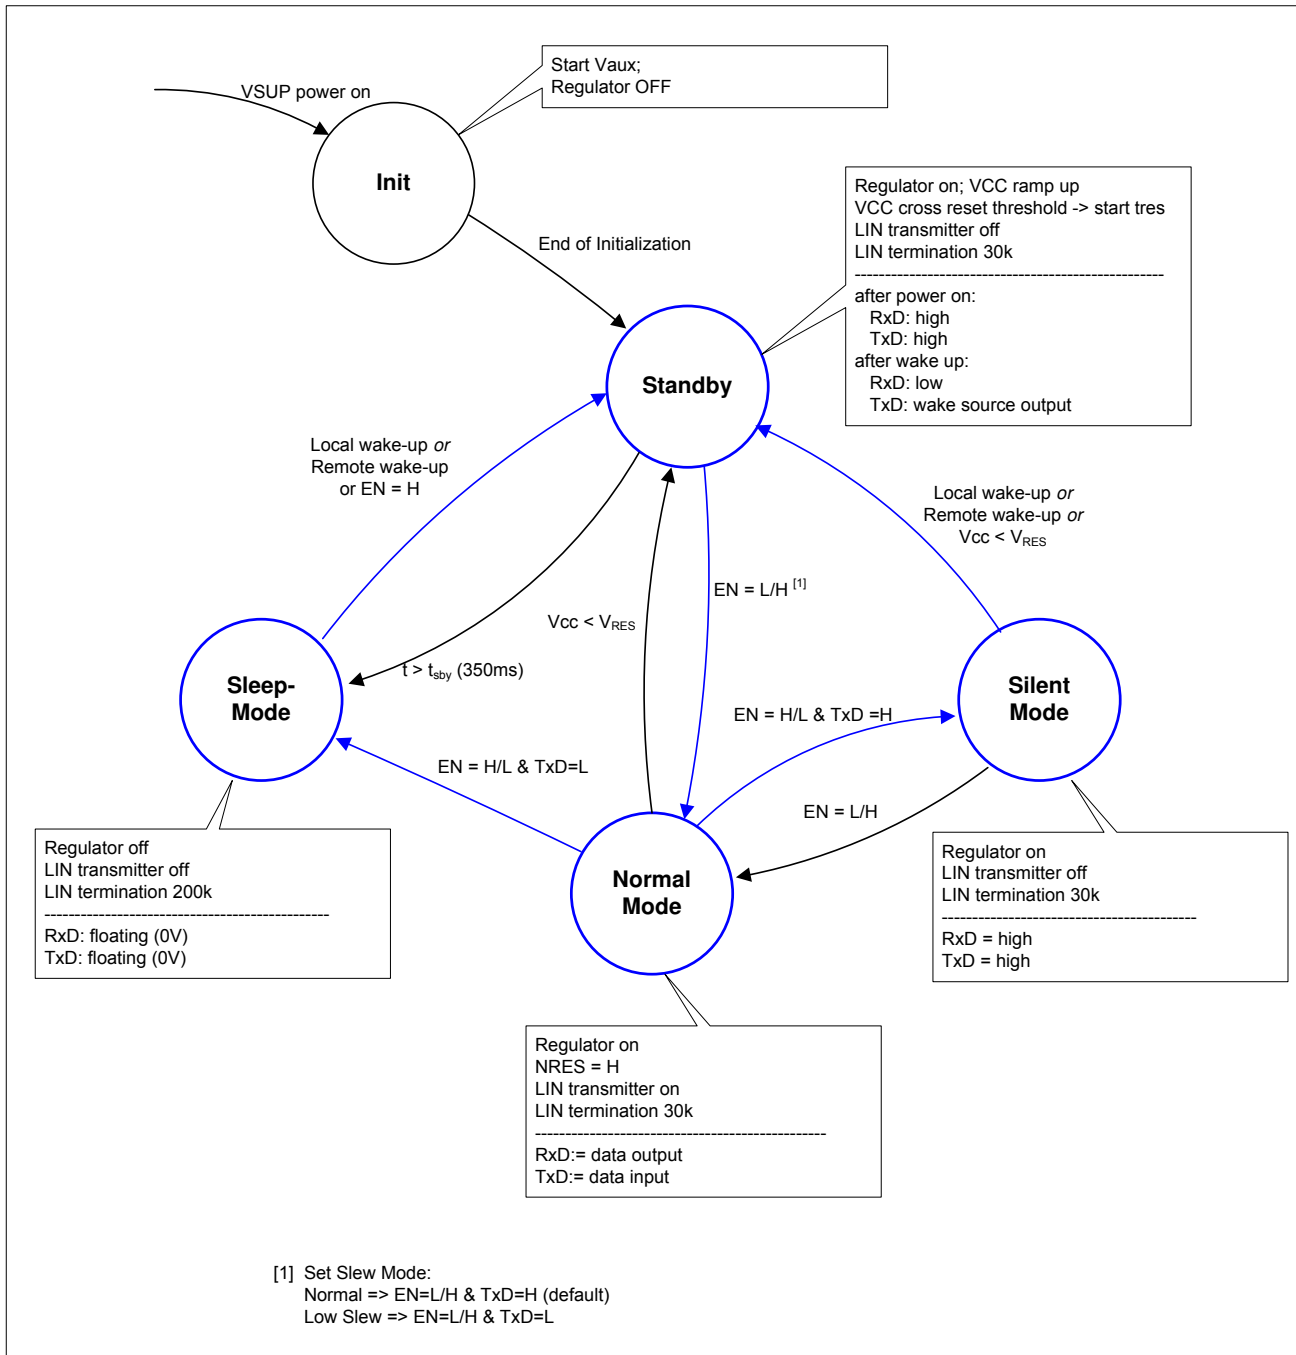 VSUP power on
Start Vaux;
Regulator OFF
Init
End of Initialization
Regulator on; VCC ramp up
VCC cross reset threshold -> start tres
LIN transmitter off
LIN termination 30k
----------------------------------------------------
after power on:
RxD: high
TxD: high
after wake up:
RxD: low
TxD: wake source output
Standby
Local wake-up or
Remote wake-up
or EN = H
Local wake-up or
Remote wake-up or
Vcc < VRES
EN = L/H [1]
Vcc < VRES
t > tsby (350ms)
Sleep-
Mode
Silent
Mode
EN = H/L & TxD =H
EN = H/L & TxD=L
EN = L/H
Regulator off
LIN transmitter off
LIN termination 200k
------------------------------------------------
RxD: floating (0V)
TxD: floating (0V)
Normal
Mode
Regulator on
LIN transmitter off
LIN termination 30k
-------------------------------------------
RxD = high
TxD = high
Regulator on
NRES = H
LIN transmitter on
LIN termination 30k
-------------------------------------------------
RxD:= data output
TxD:= data input
[1] Set Slew Mode:
Normal => EN=L/H & TxD=H (default)
Low Slew => EN=L/H & TxD=L